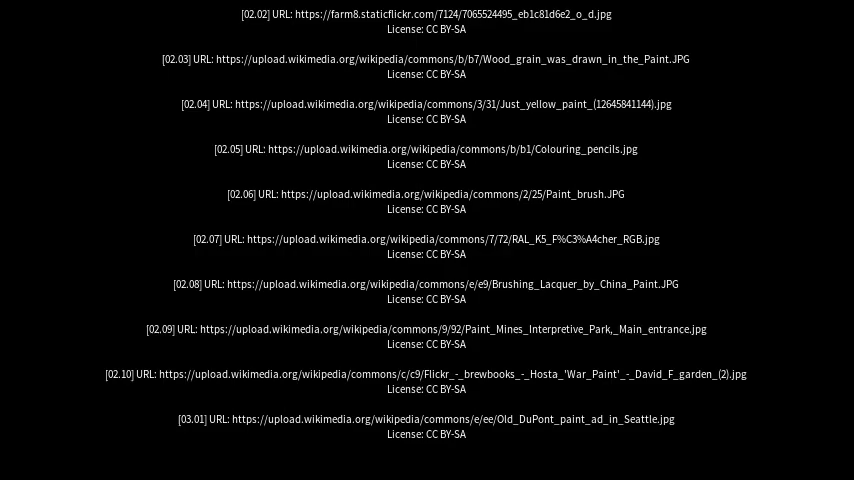 [02.02] URL: https://farm8.staticflickr.com/7124/7065524495_eb1c81d6e2_o_d.jpg
License: CC BY-SA
[02.03] URL: https://upload.wikimedia.org/wikipedia/commons/b/b7/Wood_grain_was_drawn_in_the_Paint.JPG
License: CC BY-SA
[02.04] URL: https://upload.wikimedia.org/wikipedia/commons/3/31/Just_yellow_paint_(12645841144).jpg
License: CC BY-SA
[02.05] URL: https://upload.wikimedia.org/wikipedia/commons/b/b1/Colouring_pencils.jpg
License: CC BY-SA
[02.06] URL: https://upload.wikimedia.org/wikipedia/commons/2/25/Paint_brush.JPG
License: CC BY-SA
[02.07] URL: https://upload.wikimedia.org/wikipedia/commons/7/72/RAL_K5_F%C3%A4cher_RGB.jpg
License: CC BY-SA
[02.08] URL: https://upload.wikimedia.org/wikipedia/commons/e/e9/Brushing_Lacquer_by_China_Paint.JPG
License: CC BY-SA
[02.09] URL: https://upload.wikimedia.org/wikipedia/commons/9/92/Paint_Mines_Interpretive_Park,_Main_entrance.jpg
License: CC BY-SA
[02.10] URL: https://upload.wikimedia.org/wikipedia/commons/c/c9/Flickr_-_brewbooks_-_Hosta_'War_Paint'_-_David_F_garden_(2).jpg
License: CC BY-SA
[03.01] URL: https://upload.wikimedia.org/wikipedia/commons/e/ee/Old_DuPont_paint_ad_in_Seattle.jpg
License: CC BY-SA